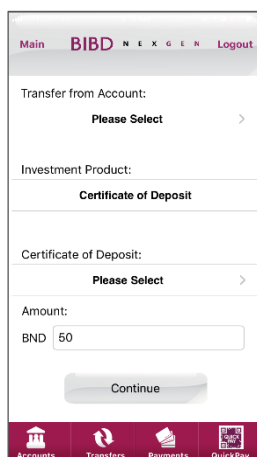 Main BIBD NEXGEN Logout
Transfer from Account:
Please Select
Investment Product:
Certificate of Deposit
Certificate of Deposit:
Please Select
Amount:
BND 50
Continue
Accounts Transfers Payments QuickPay